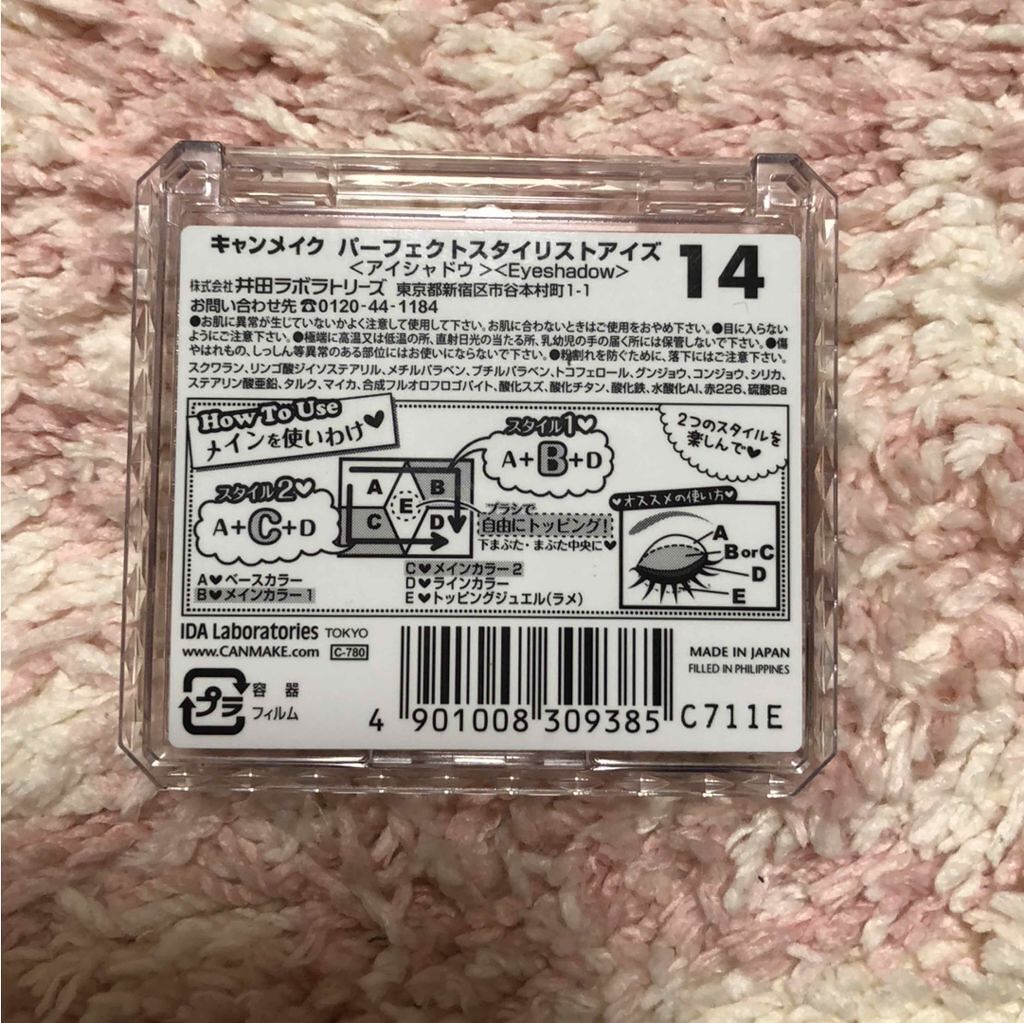 キャンメイク パーフェクトスタイリストアイズ 14
<アイシャドウ><Eyeshadow>
株式会社 井田ラボラトリーズ 東京都新宿区市谷本村町1-1
お問い合わせ先 ☎0120-44-1184
●お肌に異常が生じていないかよく注意して使用して下さい。お肌に合わないときはご使用をおやめ下さい。●目に入らない
ようにご注意下さい。●極端に高温又は低温の所、直射日光の当たる所、乳幼児の手の届く所には保管しないで下さい。●傷
やはれもの、しっしん等異常のある部位にはお使いにならないで下さい。●粉割れを防ぐために、落下にはご注意下さい。
スクワラン、リンゴ酸ジイソステアリル、メチルパラベン、ブチルパラベン、トコフェロール、グンジョウ、コンジョウ、シリカ、
ステアリン酸亜鉛、タルク、マイカ、合成フルオロフロゴパイト、酸化スズ、酸化チタン、酸化鉄、水酸化Al、赤226、硫酸Ba
How To Use
メインを使いわけ♥
スタイル1♥
A+B+D
2つのスタイルを
楽しんで♥
スタイル2♥
A+C+D
A B
E
C D
ブラシで
自由にトッピング!
下まぶた・まぶた中央に♥
♥オススメの使い方♥
A
B or C
D
E
A♥ベースカラー
B♥メインカラー1
C♥メインカラー2
D♥ラインカラー
E♥トッピングジュエル(ラメ)
IDA Laboratories TOKYO
www.CANMAKE.com C-780
MADE IN JAPAN
FILLED IN PHILIPPINES
プラ
容器
フィルム
4 901008 309385 C711E